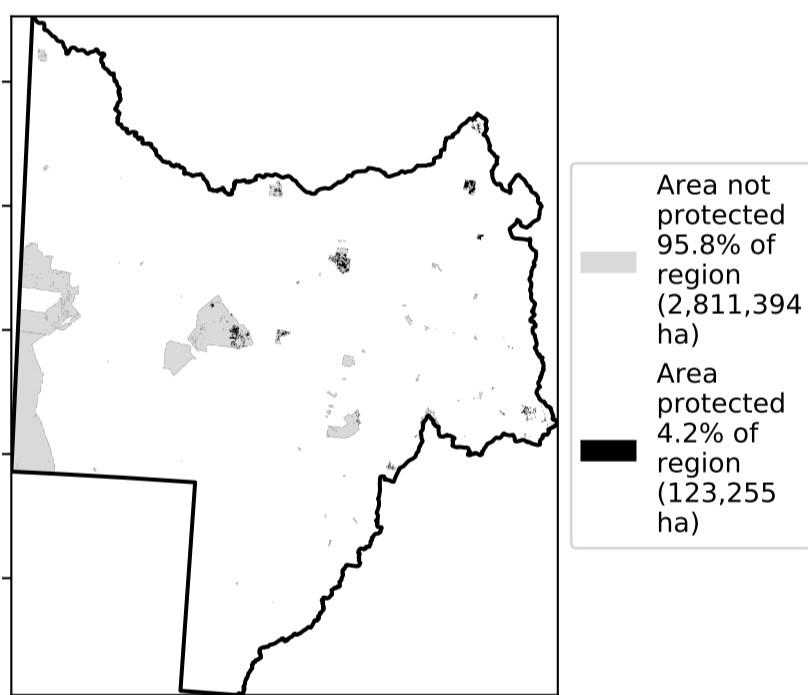 Area not
protected
95.8% of
region
(2,811,394
ha)
Area
protected
4.2% of
region
(123,255
ha)